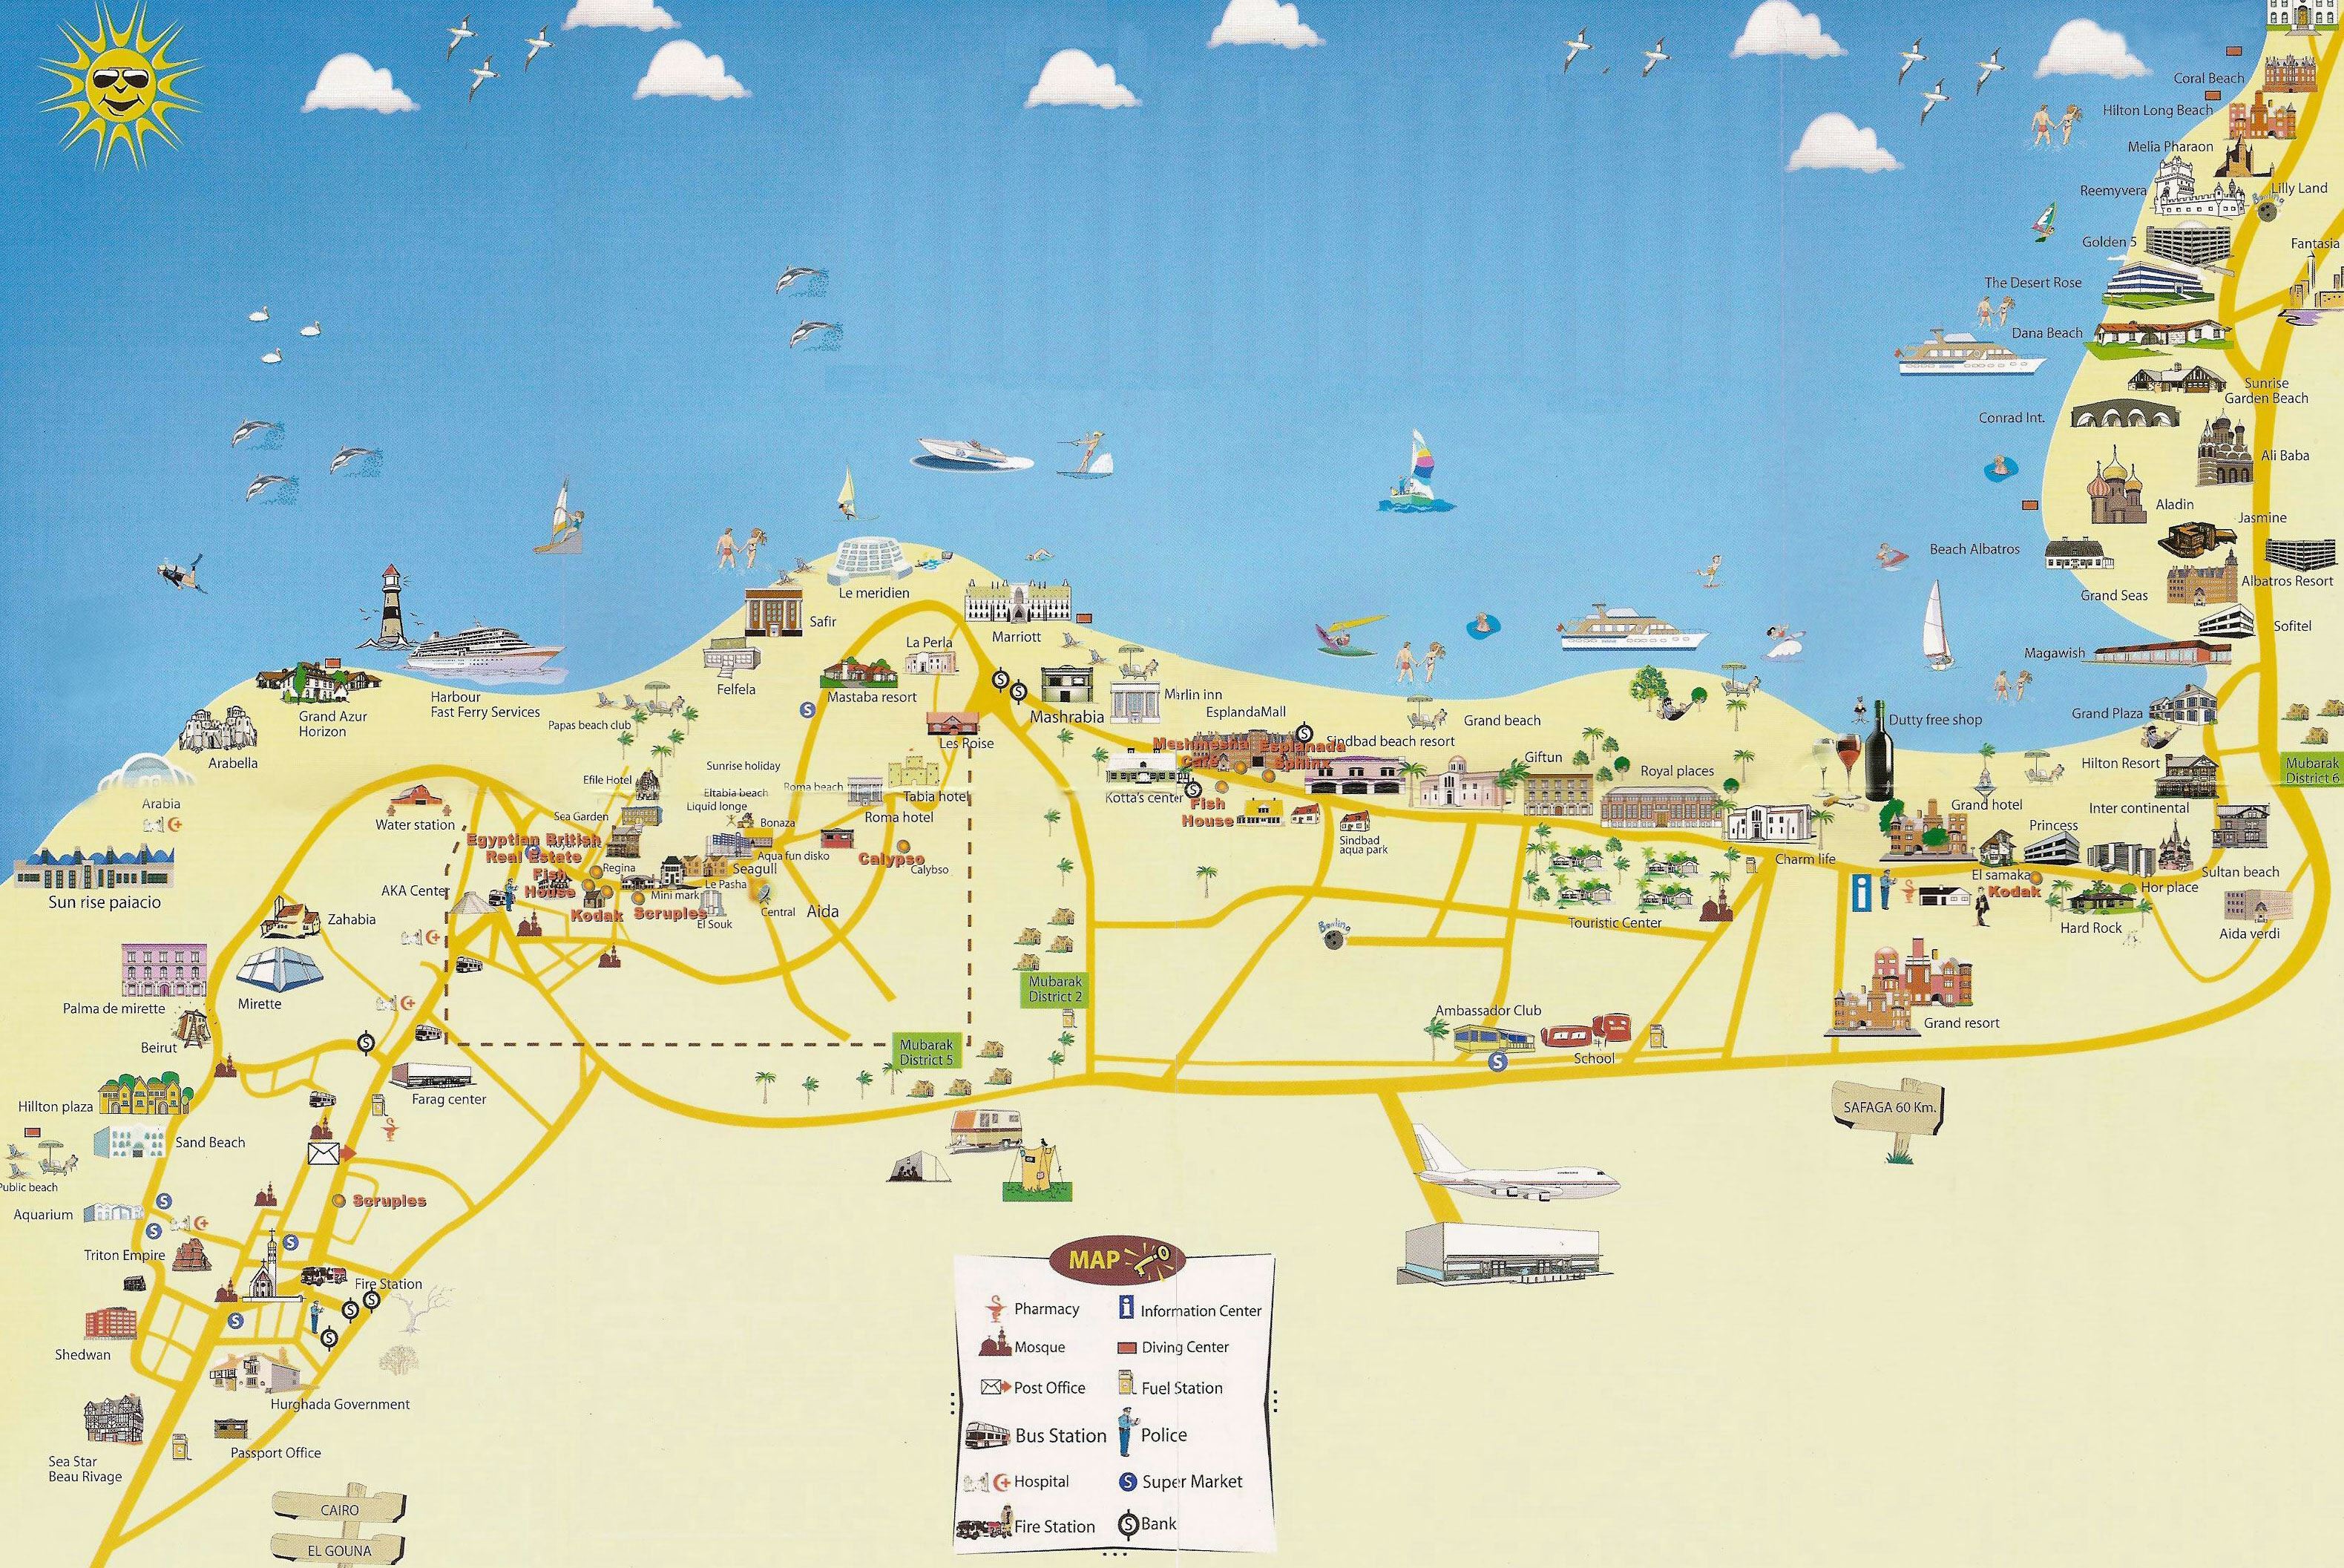 Coral Beach
Hilton Long Beach
Melia Pharaon
Reemyvera
Lilly Land
Bowling
Golden 5
Fantasia
The Desert Rose
Dana Beach
Sunrise
Garden Beach
Conrad Int.
Ali Baba
Aladin
Jasmine
Beach Albatros
Albatros Resort
Grand Seas
Sofitel
Magawish
Grand Plaza
Mubarak
District 6
Hilton Resort
Inter continental
Dutty free shop
Grand hotel
Princess
El samaka
Kodak
Hor place
Sultan beach
Hard Rock
Aida verdi
Charm life
Grand resort
SAFAGA 60 Km.
Le meridien
Safir
La Perla
Marriott
Felfela
Mastaba resort
Les Roise
Mashrabia
Marlin inn
EsplandaMall
Grand beach
Sindbad beach resort
Meshmesha
Café
Esplanada
Sphinx
Giftun
Royal places
Kotta's center
Fish
House
Sindbad
aqua park
Touristic Center
Bowling
Ambassador Club
School
Mubarak
District 2
Mubarak
District 5
Harbour
Fast Ferry Services
Papas beach club
Grand Azur
Horizon
Arabella
Arabia
Sun rise paiacio
Water station
Efile Hotel
Sunrise holiday
Eltabia beach
Liquid longe
Roma beach
Tabia hotel
Roma hotel
Sea Garden
Bonaza
Egyptian British
Real Estate
Fish
House
Regina
Aqua fun disko
Seagull
Calypso
Calybso
AKA Center
Mini mark
Le Pasha
Kodak
Scruples
El Souk
Central
Aida
Zahabia
Mirette
Palma de mirette
Beirut
Farag center
Hillton plaza
Sand Beach
Public beach
Aquarium
Scruples
Triton Empire
Fire Station
Shedwan
Hurghada Government
Sea Star
Beau Rivage
Passport Office
CAIRO
EL GOUNA
MAP
Pharmacy
Information Center
Mosque
Diving Center
Post Office
Fuel Station
Bus Station
Police
Hospital
Super Market
Fire Station
Bank